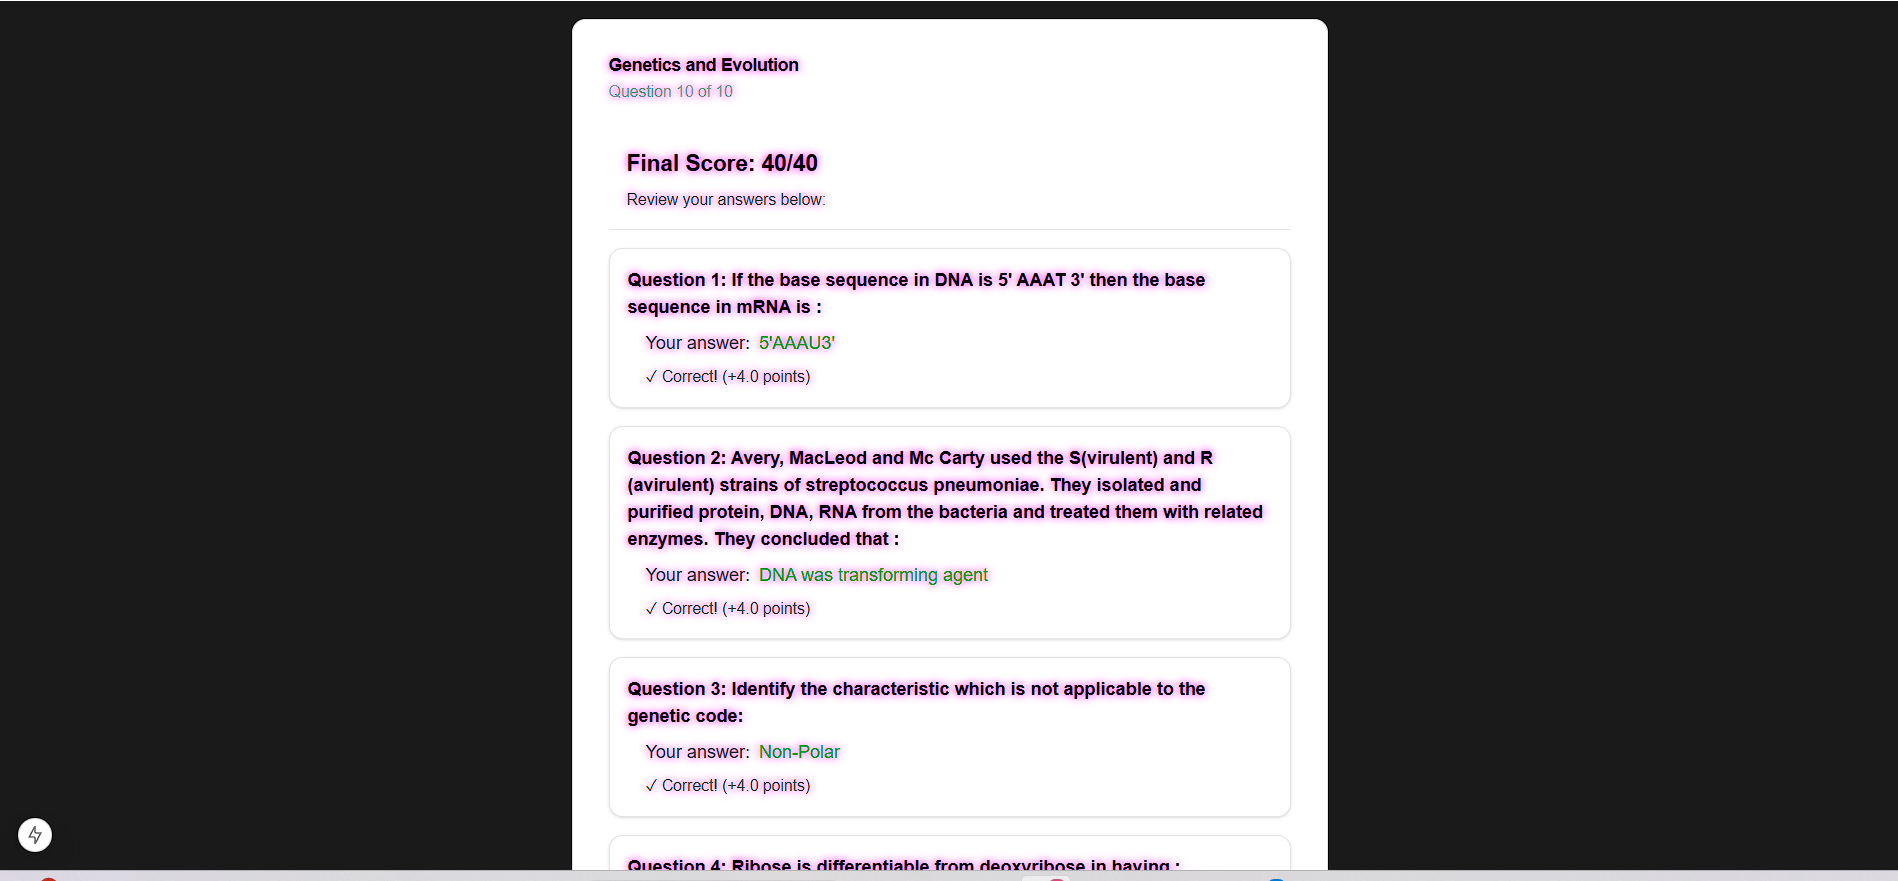 Genetics and Evolution
Question 10 of 10
Final Score: 40/40
Review your answers below:
Question 1: If the base sequence in DNA is 5' AAAT 3' then the base
sequence in mRNA is :
Your answer: 5'AAAU3'
✓ Correct! (+4.0 points)
Question 2: Avery, MacLeod and Mc Carty used the S(virulent) and R
(avirulent) strains of streptococcus pneumoniae. They isolated and
purified protein, DNA, RNA from the bacteria and treated them with related
enzymes. They concluded that :
Your answer: DNA was transforming agent
✓ Correct! (+4.0 points)
Question 3: Identify the characteristic which is not applicable to the
genetic code:
Your answer: Non-Polar
✓ Correct! (+4.0 points)
Question 4: Ribose is differentiable from deoxyribose in having :